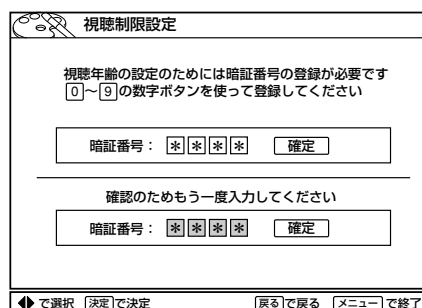 視聴制限設定
視聴年齢の設定のためには暗証番号の登録が必要です
0～9の数字ボタンを使って登録してください
暗証番号： ＊＊＊＊ 確定
確認のためもう一度入力してください
暗証番号： ＊＊＊＊ 確定
で選択 決定で決定 戻るで戻る メニューで終了